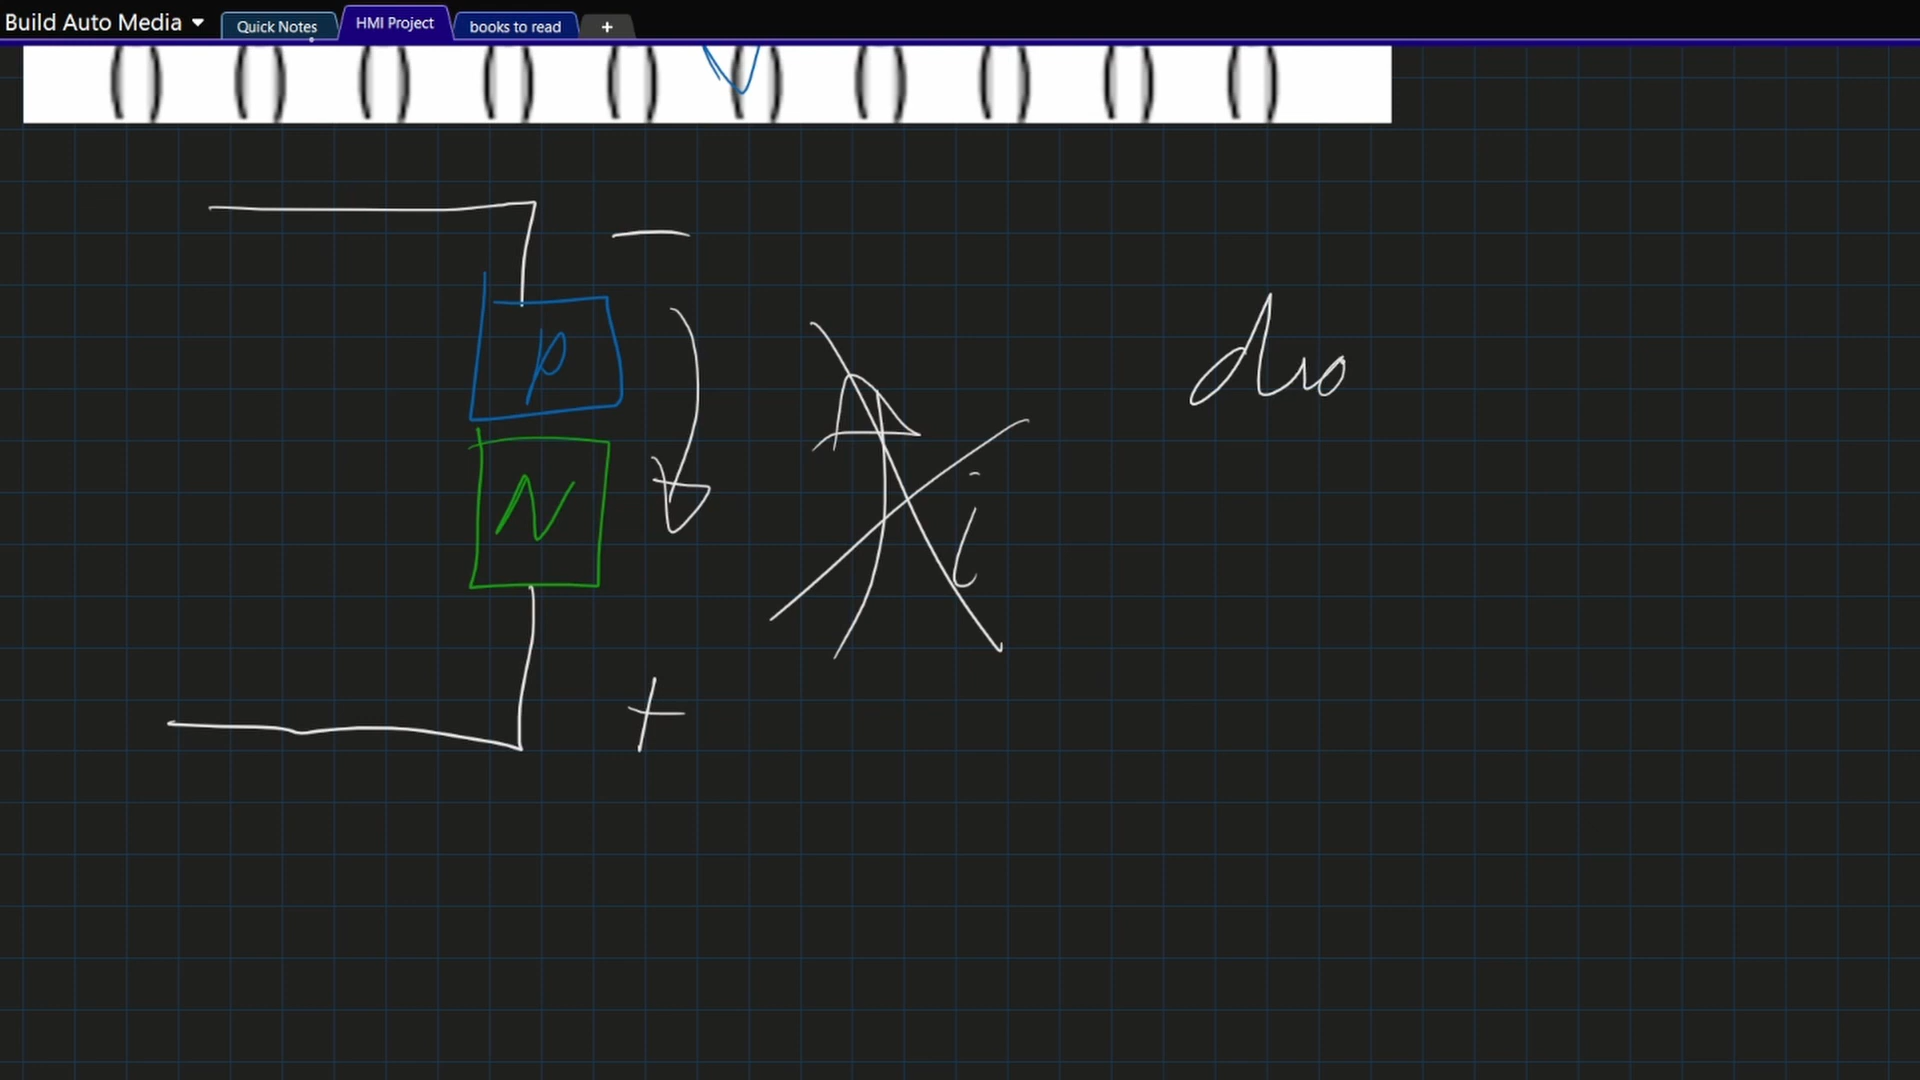 Build Auto Media
Quick Notes
HMI Project
books to read
+
( ) ( ) ( ) ( ) ( ) ( ) ( ) ( ) ( ) ( )
−
P
dio
N
i
+